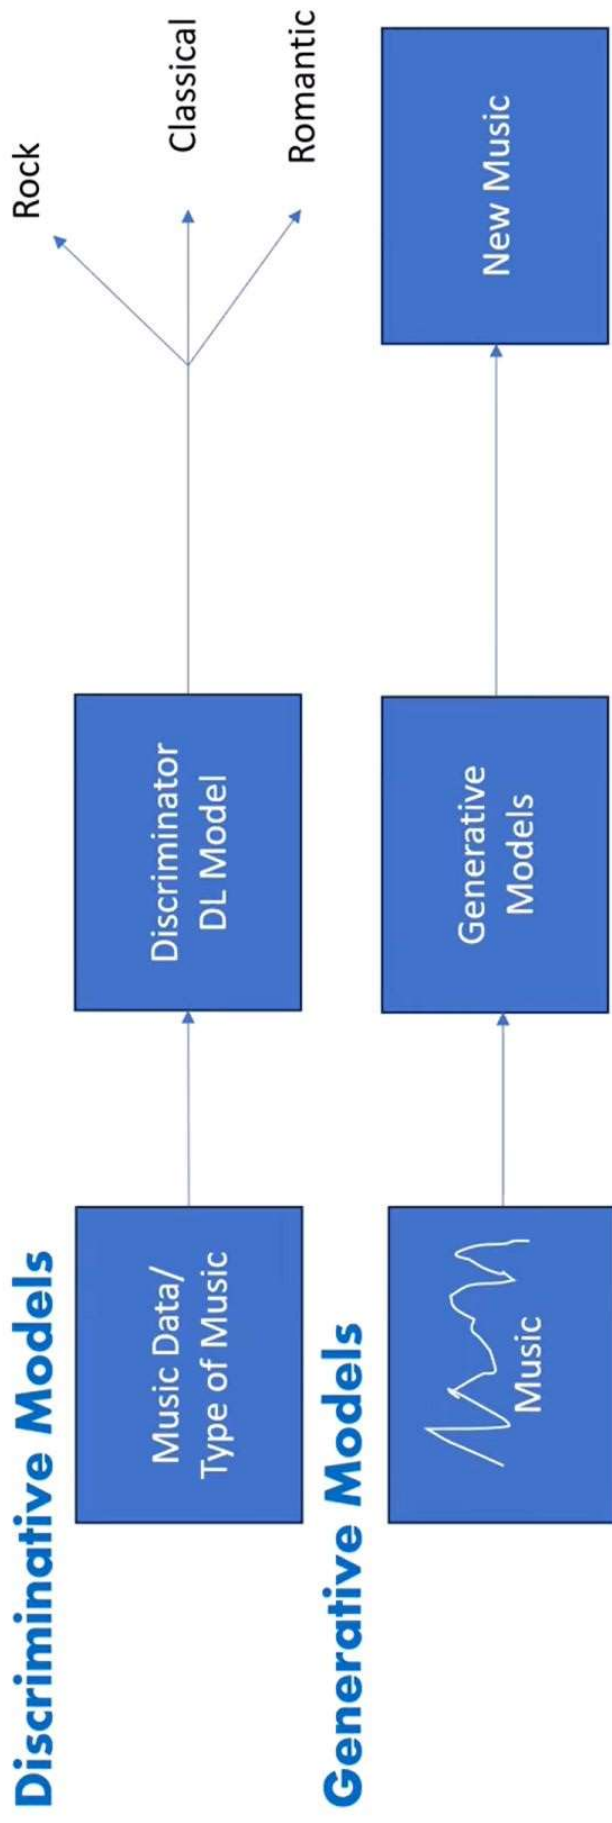 Discriminative Models
Music Data/
Type of Music
Discriminator
DL Model
Rock
Classical
Romantic
Generative Models
Music
Generative
Models
New Music